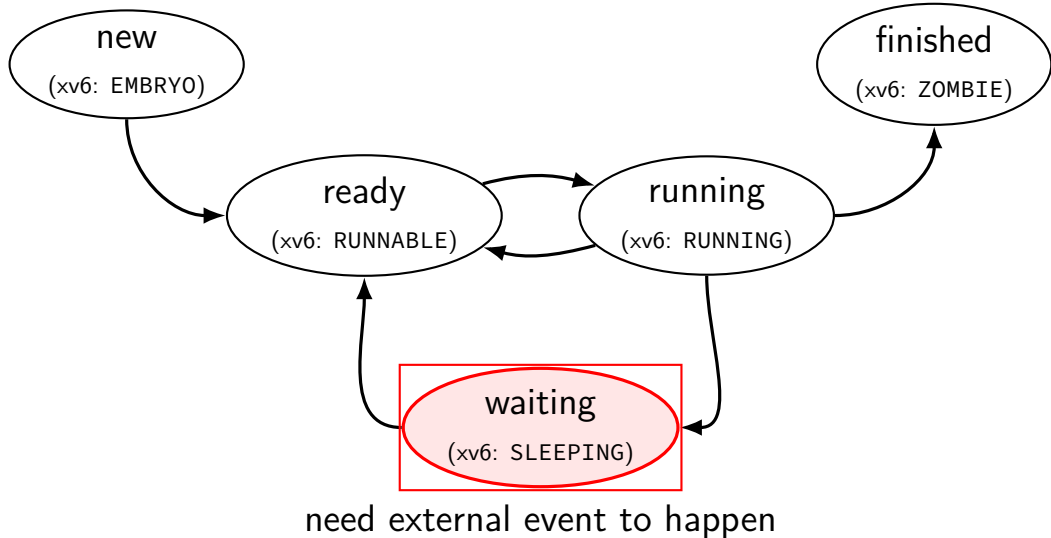 new
(xv6: EMBRYO)
finished
(xv6: ZOMBIE)
ready
(xv6: RUNNABLE)
running
(xv6: RUNNING)
waiting
(xv6: SLEEPING)
need external event to happen